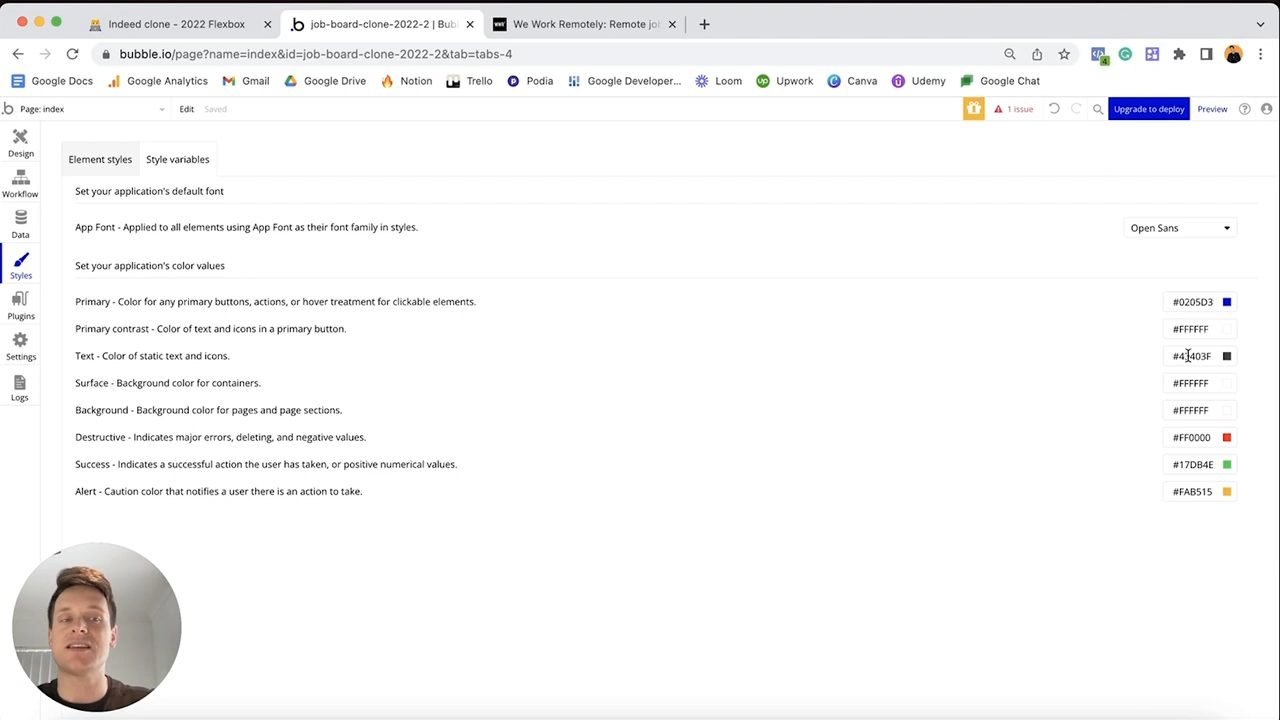 Indeed clone - 2022 Flexbox
job-board-clone-2022-2 | Bubl
We Work Remotely: Remote jo
bubble.io/page?name=index&id=job-board-clone-2022-2&tab=tabs-4
4
Google Docs
Google Analytics
Gmail
Google Drive
Notion
Trello
Podia
Google Developer...
Loom
Upwork
Canva
Udemy
Google Chat
Page: index
Edit
Saved
1 issue
Upgrade to deploy
Preview
Design
Workflow
Data
Styles
Plugins
Settings
Logs
Element styles
Style variables
Set your application's default font
App Font - Applied to all elements using App Font as their font family in styles.
Open Sans
Set your application's color values
Primary - Color for any primary buttons, actions, or hover treatment for clickable elements.
#0205D3
Primary contrast - Color of text and icons in a primary button.
#FFFFFF
Text - Color of static text and icons.
Surface - Background color for containers.
#FFFFFF
Background - Background color for pages and page sections.
#FFFFFF
Destructive - Indicates major errors, deleting, and negative values.
#FF0000
Success - Indicates a successful action the user has taken, or positive numerical values.
#17DB4E
Alert - Caution color that notifies a user there is an action to take.
#FAB515